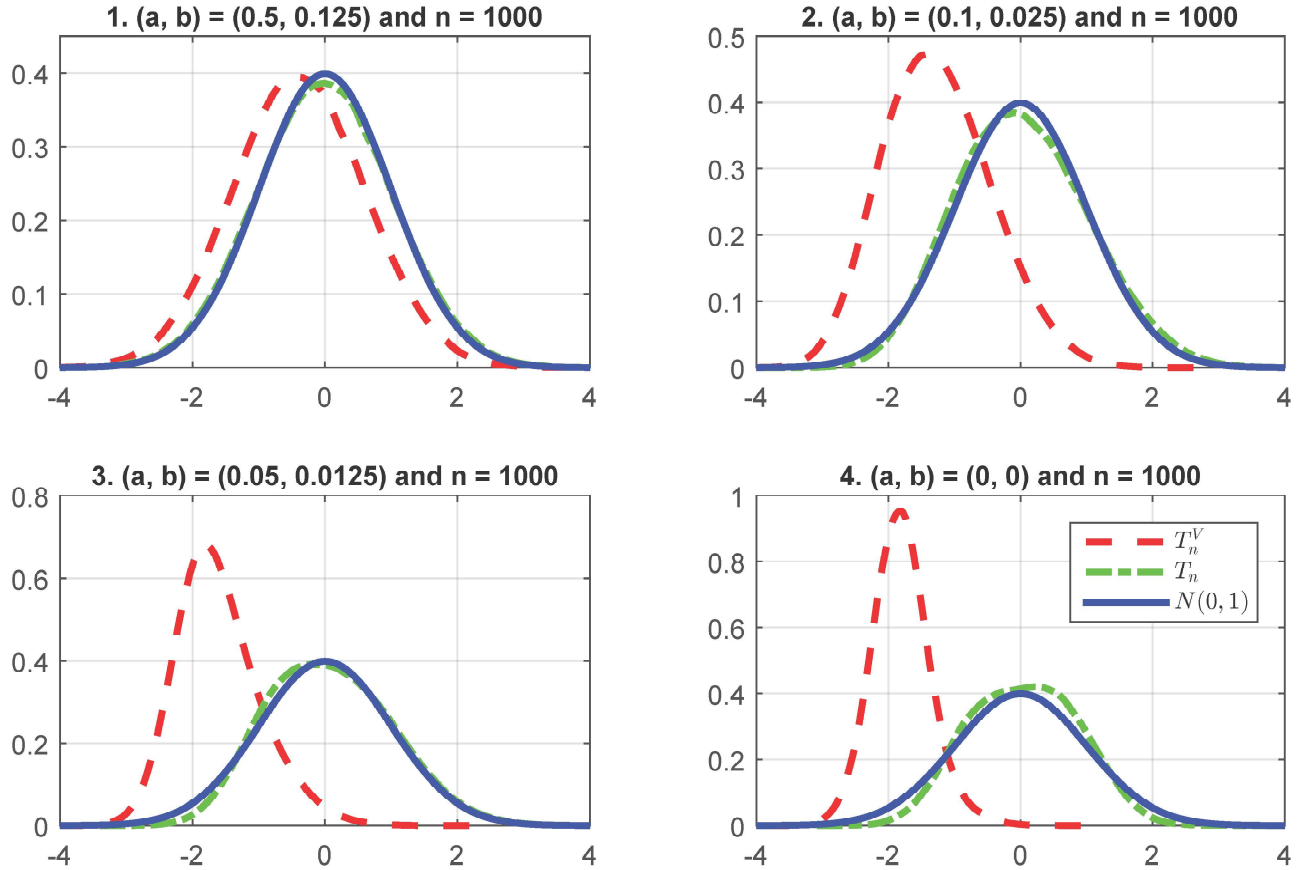 1. (a, b) = (0.5, 0.125) and n = 1000
0.4
0.3
0.2
0.1
0
-4 -2 0 2 4
2. (a, b) = (0.1, 0.025) and n = 1000
0.5
0.4
0.3
0.2
0.1
0
-4 -2 0 2 4
3. (a, b) = (0.05, 0.0125) and n = 1000
0.8
0.6
0.4
0.2
0
-4 -2 0 2 4
4. (a, b) = (0, 0) and n = 1000
1
0.8
0.6
0.4
0.2
0
-4 -2 0 2 4
T_n^V
T_n
N(0, 1)